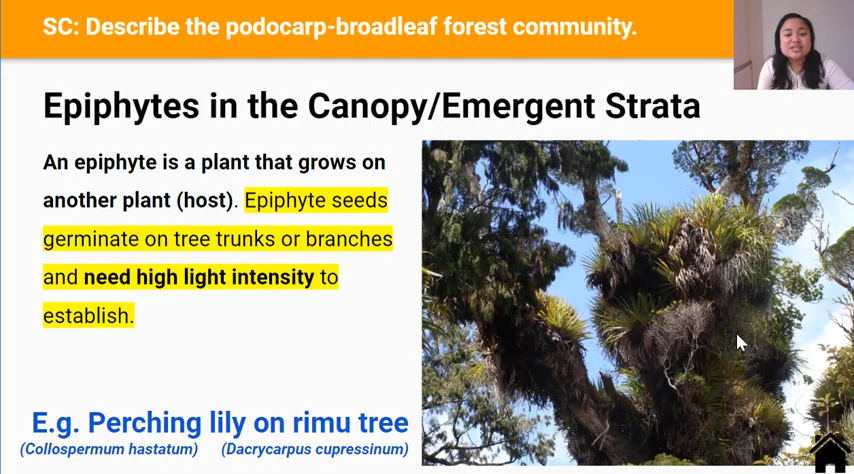 SC: Describe the podocarp-broadleaf forest community.
Epiphytes in the Canopy/Emergent Strata
An epiphyte is a plant that grows on
another plant (host). Epiphyte seeds
germinate on tree trunks or branches
and need high light intensity to
establish.
E.g. Perching lily on rimu tree
(Collospermum hastatum) (Dacrycarpus cupressinum)